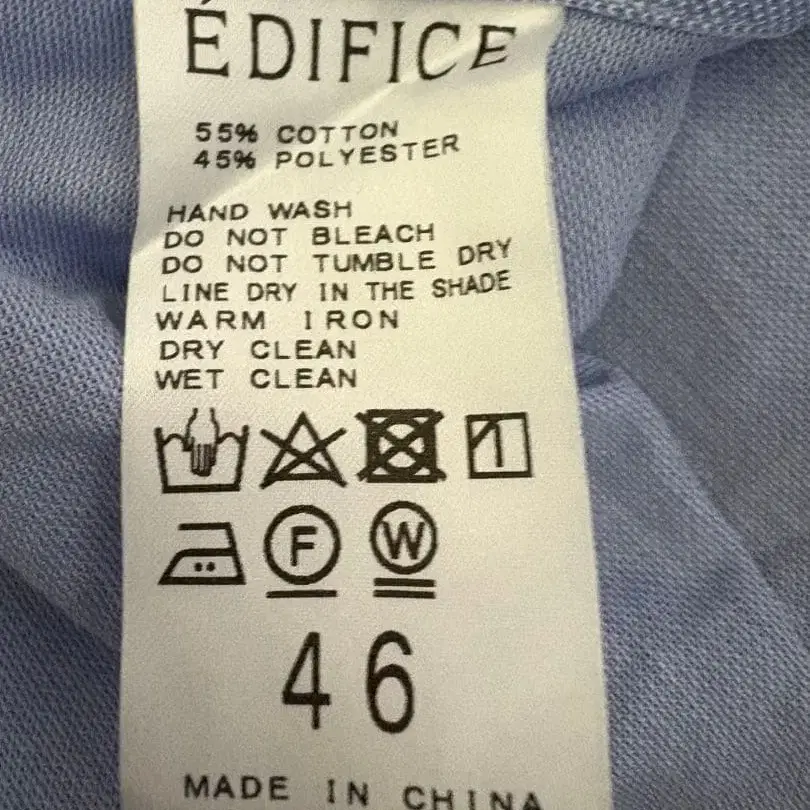 ÉDIFICE
55% COTTON
45% POLYESTER
HAND WASH
DO NOT BLEACH
DO NOT TUMBLE DRY
LINE DRY IN THE SHADE
WARM IRON
DRY CLEAN
WET CLEAN
F W
46
MADE IN CHINA